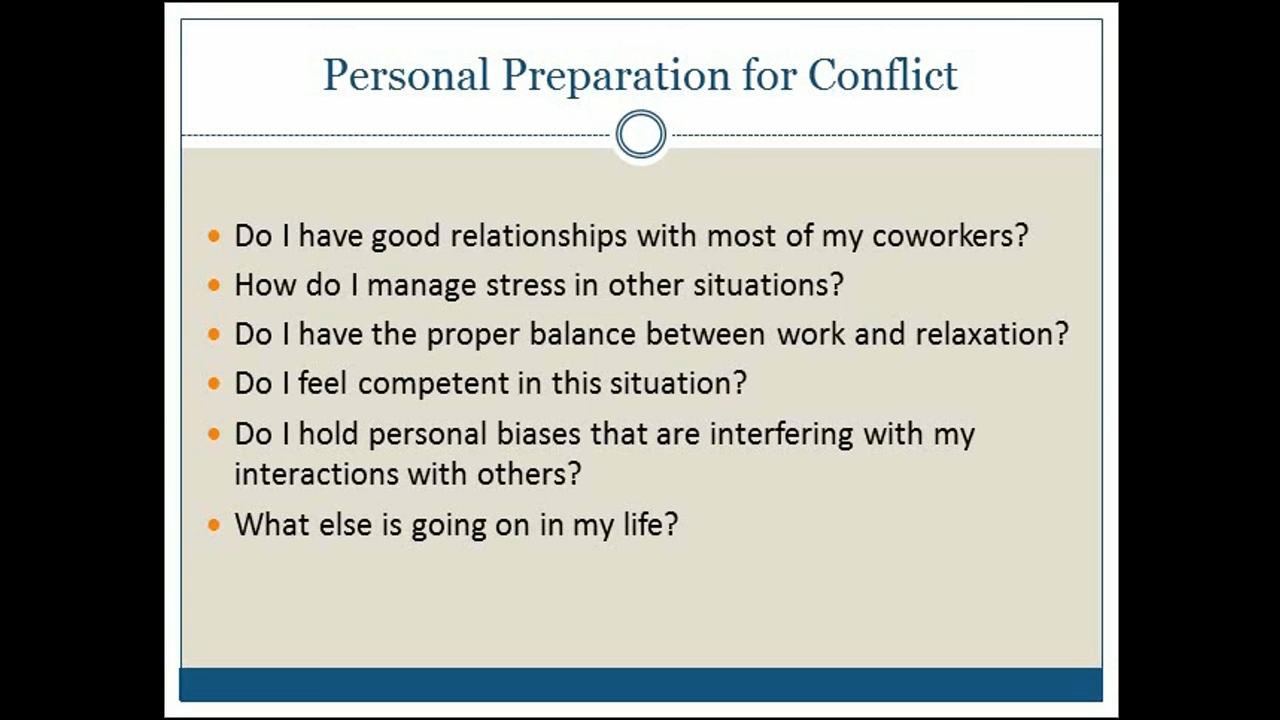 Personal Preparation for Conflict
Do I have good relationships with most of my coworkers?
How do I manage stress in other situations?
Do I have the proper balance between work and relaxation?
Do I feel competent in this situation?
Do I hold personal biases that are interfering with my
interactions with others?
What else is going on in my life?